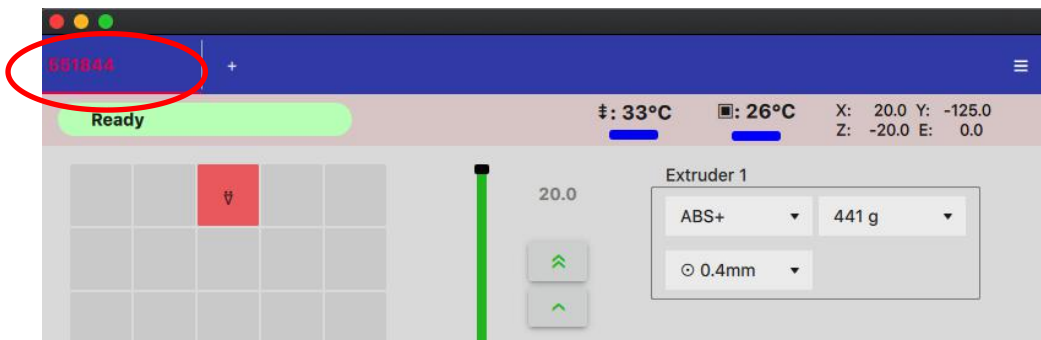 551844 +
Ready
: 33°C : 26°C X: 20.0 Y: -125.0
Z: -20.0 E: 0.0
20.0
Extruder 1
ABS+ 441 g
0.4mm